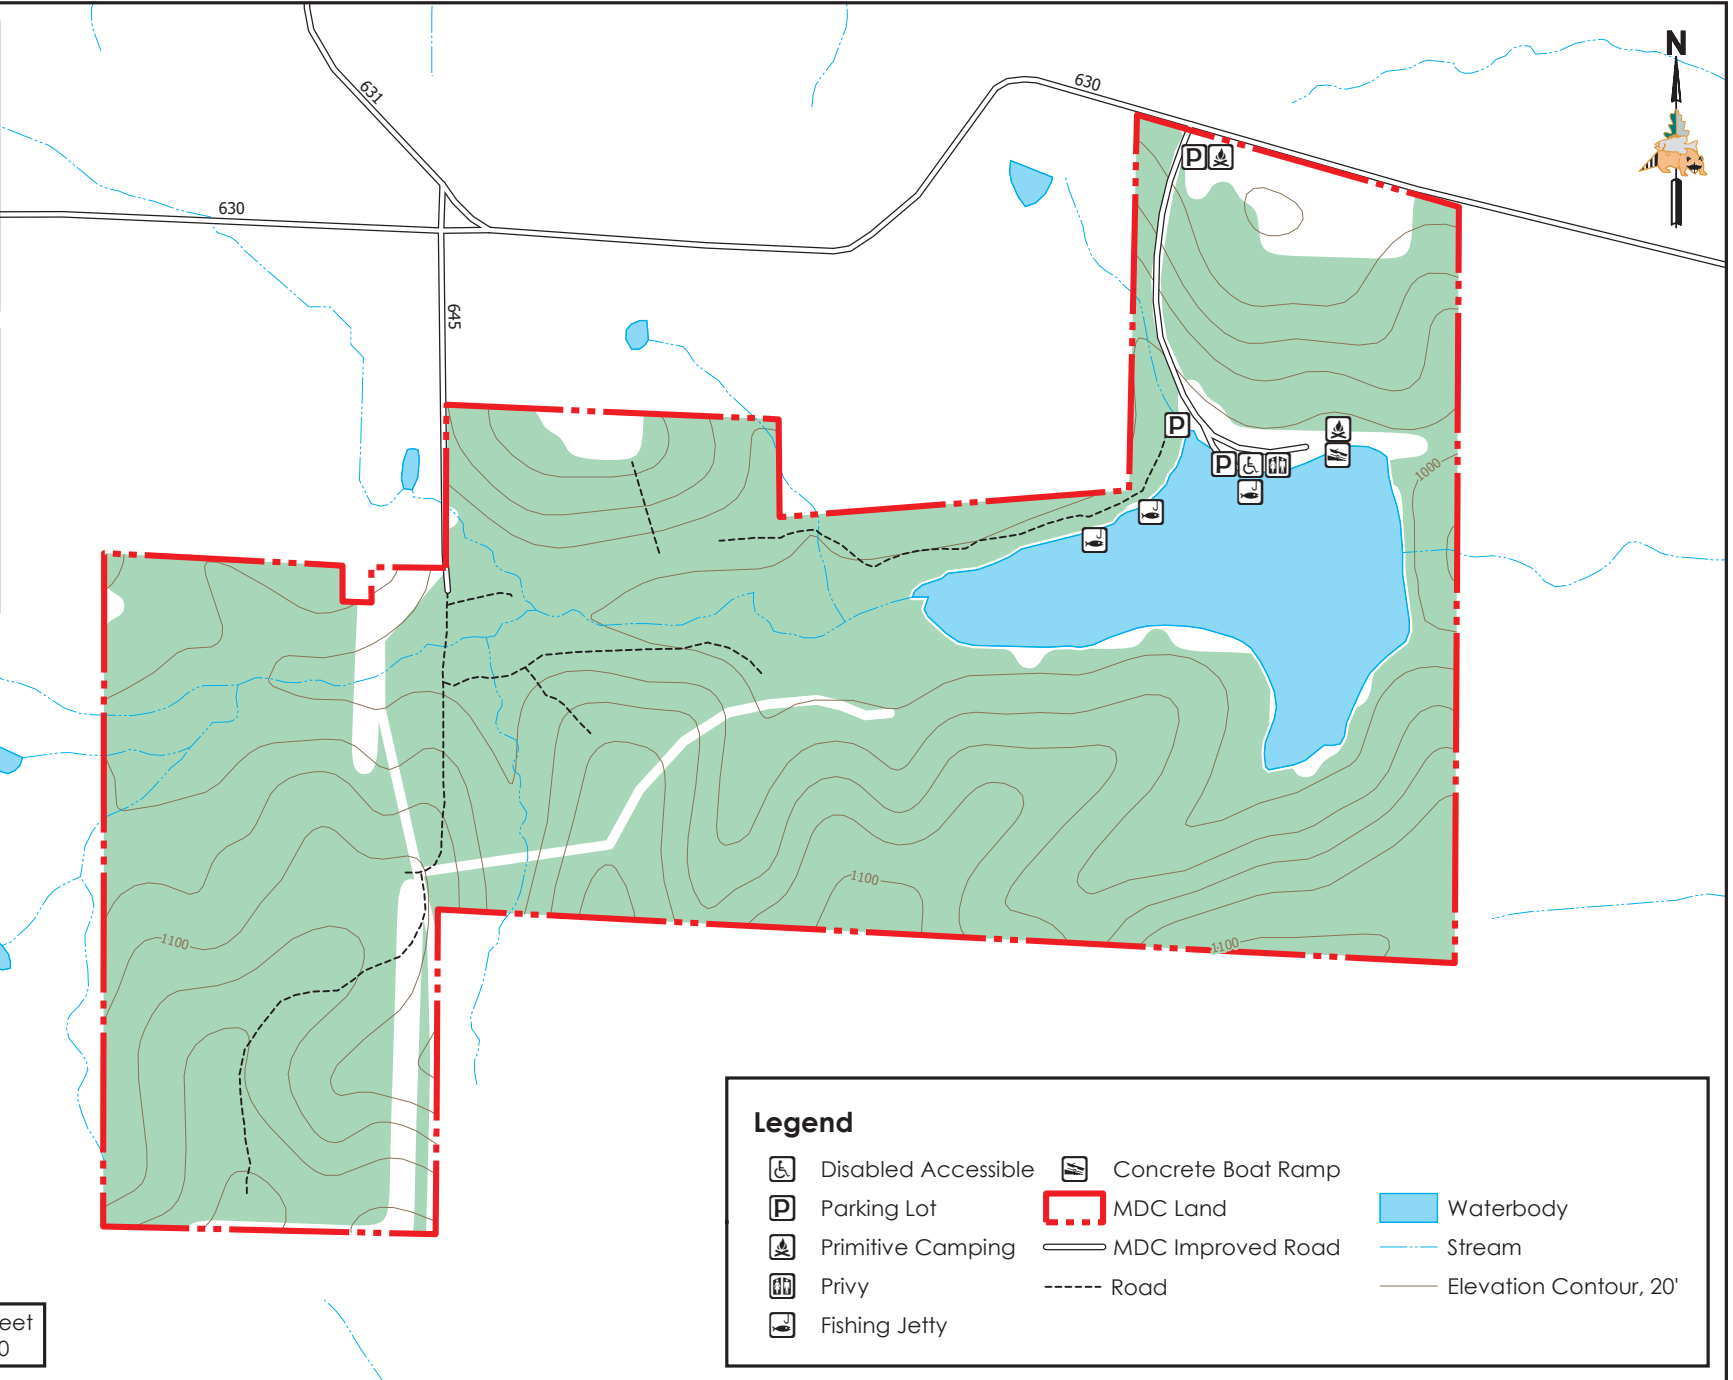 N
630
631
P
630
645
P
P
1000
1100
1100
1100
Legend
Disabled Accessible
Concrete Boat Ramp
P Parking Lot
MDC Land
Waterbody
Primitive Camping
MDC Improved Road
Stream
Privy
Road
Elevation Contour, 20'
Fishing Jetty
eet
0